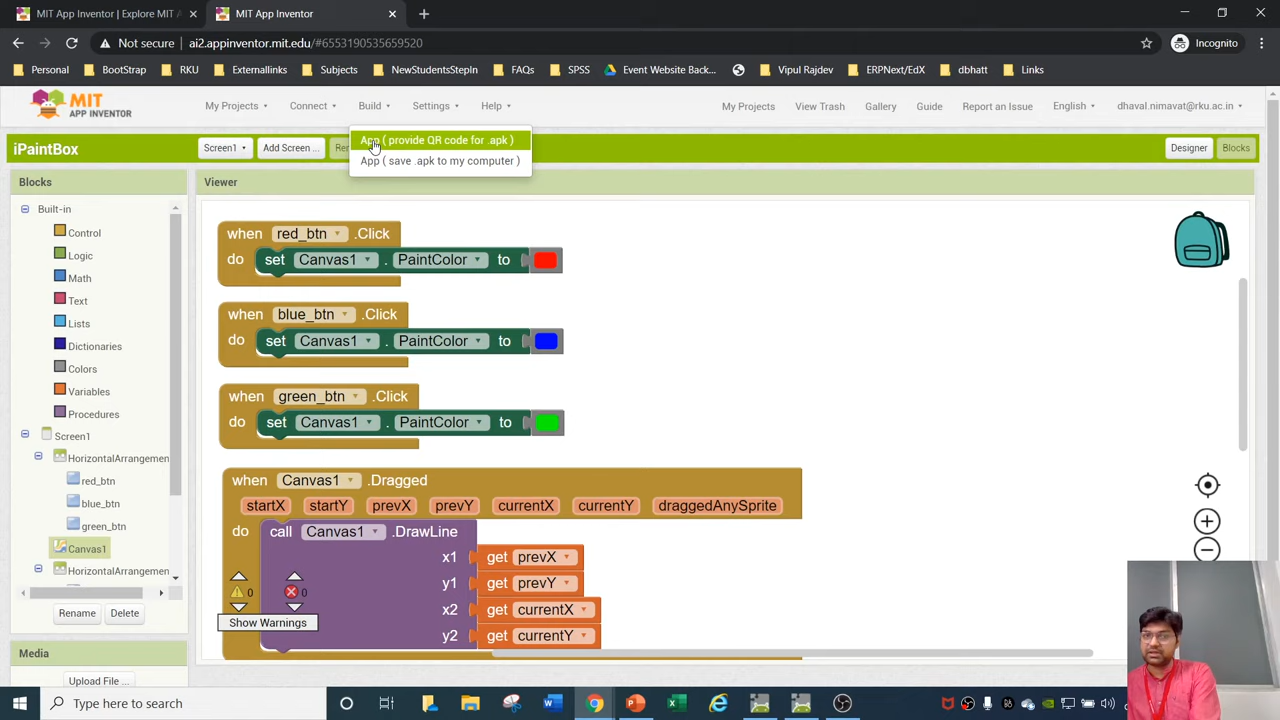 MIT App Inventor | Explore MIT A
MIT App Inventor
Not secure
ai2.appinventor.mit.edu/#6553190535659520
Incognito
Personal
BootStrap
RKU
Externallinks
Subjects
NewStudentsStepIn
FAQs
SPSS
Event Website Back...
Vipul Rajdev
ERPNext/EdX
dbhatt
Links
MIT
APP INVENTOR
My Projects
Connect
Build
Settings
Help
My Projects
View Trash
Gallery
Guide
Report an Issue
English
dhaval.nimavat@rku.ac.in
App ( provide QR code for .apk )
App ( save .apk to my computer )
iPaintBox
Screen1
Add Screen ...
Designer
Blocks
Blocks
Built-in
Control
Logic
Math
Text
Lists
Dictionaries
Colors
Variables
Procedures
Screen1
HorizontalArrangemen
red_btn
blue_btn
green_btn
Canvas1
HorizontalArrangemen
Rename
Delete
Media
Upload File ...
Viewer
when red_btn .Click
do set Canvas1 . PaintColor to
when blue_btn .Click
do set Canvas1 . PaintColor to
when green_btn .Click
do set Canvas1 . PaintColor to
when Canvas1 .Dragged
startX startY prevX prevY currentX currentY draggedAnySprite
do call Canvas1 .DrawLine
x1 get prevX
y1 get prevY
x2 get currentX
y2 get currentY
0 0
Show Warnings
Type here to search